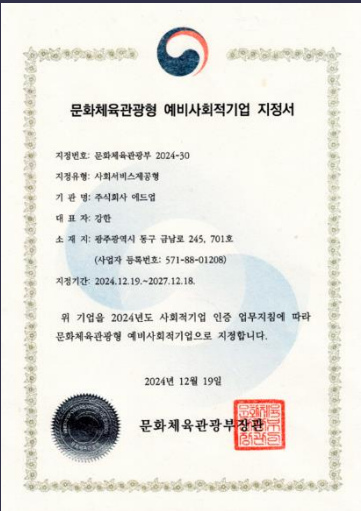 문화체육관광형 예비사회적기업 지정서
지정번호: 문화체육관광부 2024-30
지정유형: 사회서비스제공형
기 관 명: 주식회사 에드업
대 표 자: 강한
소 재 지: 광주광역시 동구 금남로 245, 701호
(사업자 등록번호: 571-88-01208)
지정기간: 2024.12.19.~2027.12.18.
위 기업을 2024년도 사회적기업 인증 업무지침에 따라
문화체육관광형 예비사회적기업으로 지정합니다.
2024년 12월 19일
문화체육관광부장관